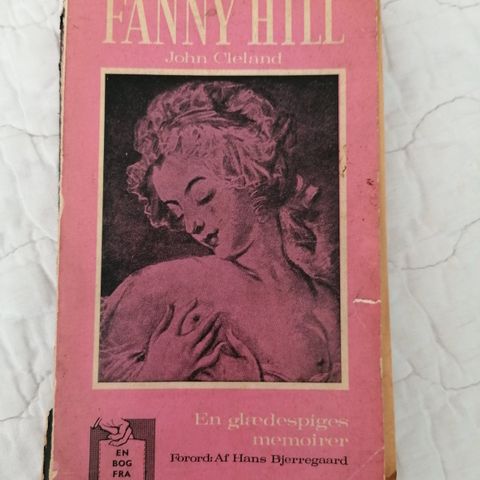 FANNY HILL
John Cleland
En glædespiges
memoirer
Forord: Af Hans Bjerregaard
EN
BOG
FRA